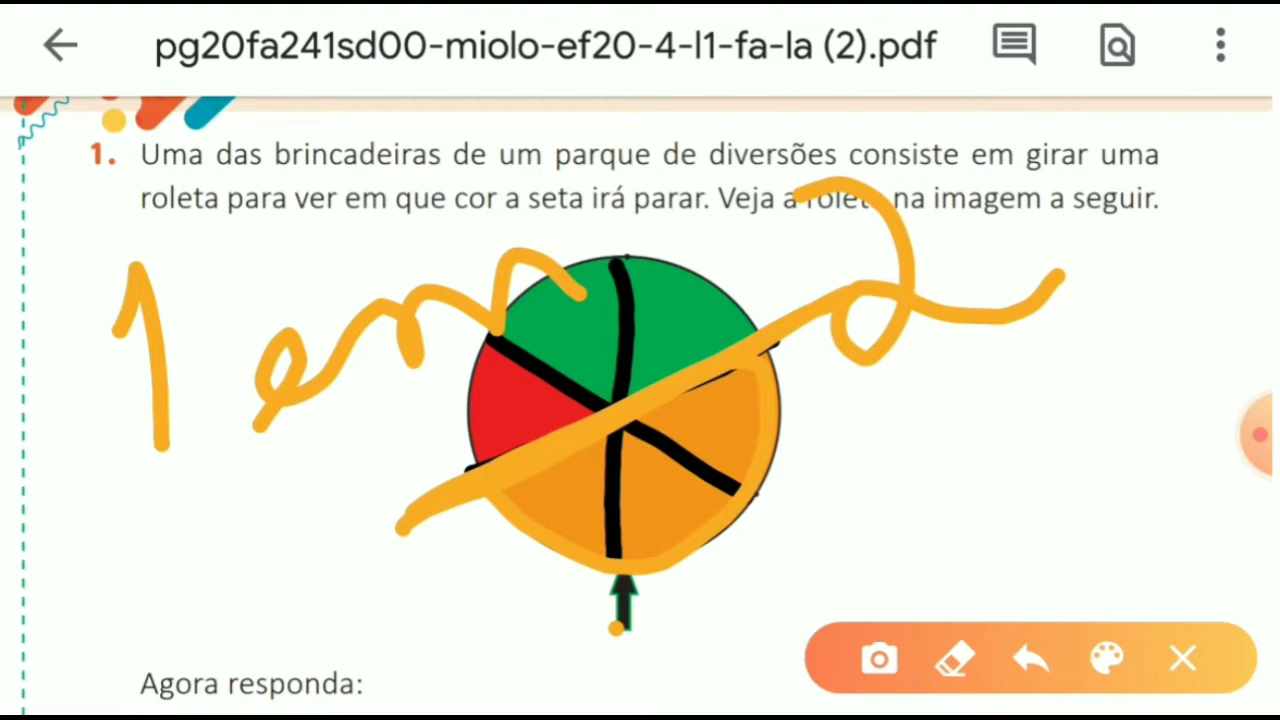 pg20fa241sd00-miolo-ef20-4-l1-fa-la (2).pdf
1. Uma das brincadeiras de um parque de diversões consiste em girar uma
roleta para ver em que cor a seta irá parar. Veja a roleta na imagem a seguir.
1 em 2
Agora responda: